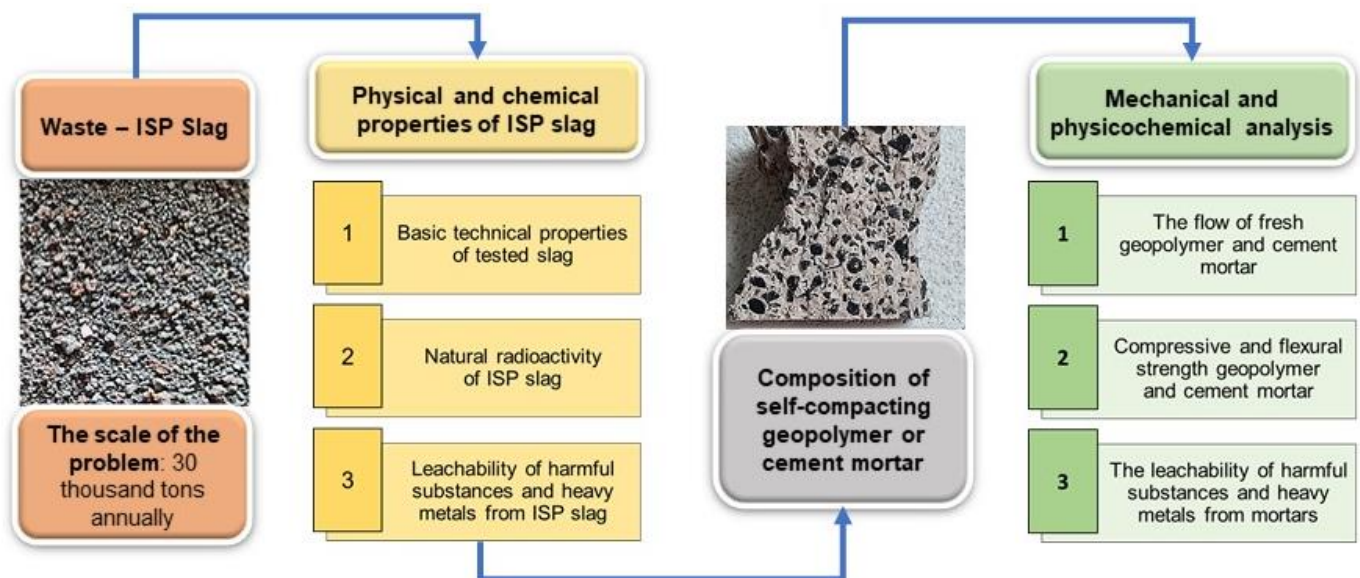 Waste – ISP Slag
The scale of the
problem: 30
thousand tons
annually
Physical and chemical
properties of ISP slag
1
Basic technical properties
of tested slag
2
Natural radioactivity
of ISP slag
3
Leachability of harmful
substances and heavy
metals from ISP slag
Composition of
self-compacting
geopolymer or
cement mortar
Mechanical and
physicochemical analysis
1
The flow of fresh
geopolymer and cement
mortar
2
Compressive and flexural
strength geopolymer
and cement mortar
3
The leachability of harmful
substances and heavy
metals from mortars